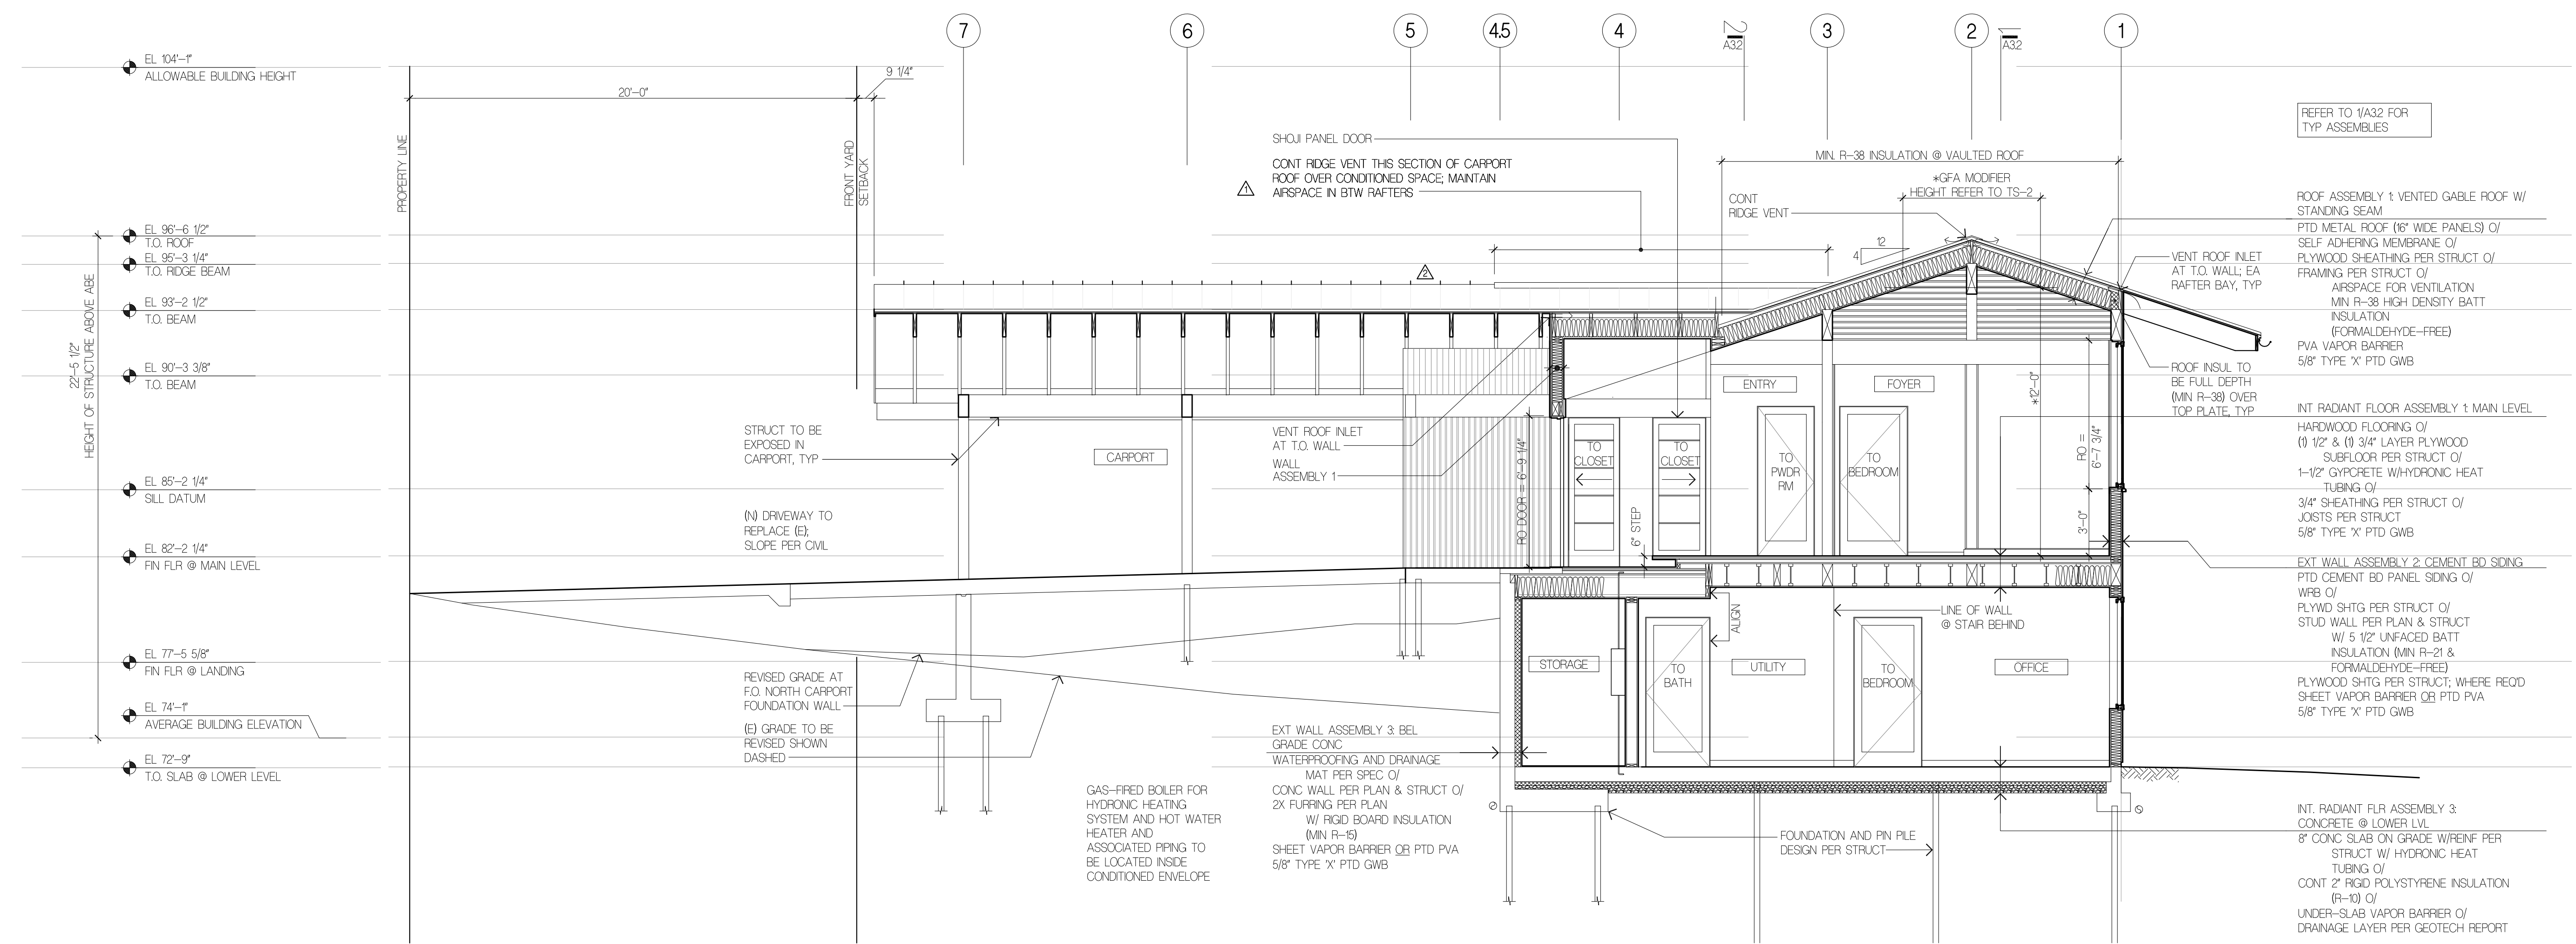 7
6
5
4.5
4
2
A3.2
3
2
1
A3.2
1
EL 104'-1"
ALLOWABLE BUILDING HEIGHT
EL 96'-6 1/2"
T.O. ROOF
EL 95'-3 1/4"
T.O. RIDGE BEAM
EL 93'-2 1/2"
T.O. BEAM
EL 90'-3 3/8"
T.O. BEAM
EL 85'-2 1/4"
SILL DATUM
EL 82'-2 1/4"
FIN FLR @ MAIN LEVEL
EL 77'-5 5/8"
FIN FLR @ LANDING
EL 74'-1"
AVERAGE BUILDING ELEVATION
EL 72'-9"
T.O. SLAB @ LOWER LEVEL
22'-5 1/2"
HEIGHT OF STRUCTURE ABOVE ABE
20'-0"
9 1/4"
PROPERTY LINE
FRONT YARD
SETBACK
SHOJI PANEL DOOR
CONT RIDGE VENT THIS SECTION OF CARPORT
ROOF OVER CONDITIONED SPACE; MAINTAIN
AIRSPACE IN BTW RAFTERS
1
2
MIN. R-38 INSULATION @ VAULTED ROOF
*GFA MODIFIER
HEIGHT REFER TO TS-2
CONT
RIDGE VENT
12
4
STRUCT TO BE
EXPOSED IN
CARPORT, TYP
CARPORT
(N) DRIVEWAY TO
REPLACE (E);
SLOPE PER CIVIL
VENT ROOF INLET
AT T.O. WALL
WALL
ASSEMBLY 1
RO DOOR = 6'-9 1/4"
TO
CLOSET
TO
CLOSET
6" STEP
ENTRY
FOYER
TO
PWDR
RM
TO
BEDROOM
*12'-0"
RO =
6'-7 3/4"
3'-0"
VENT ROOF INLET
AT T.O. WALL; EA
RAFTER BAY, TYP
ROOF INSUL TO
BE FULL DEPTH
(MIN R-38) OVER
TOP PLATE, TYP
ALIGN
LINE OF WALL
@ STAIR BEHIND
STORAGE
TO
BATH
UTILITY
TO
BEDROOM
OFFICE
REVISED GRADE AT
F.O. NORTH CARPORT
FOUNDATION WALL
(E) GRADE TO BE
REVISED SHOWN
DASHED
GAS-FIRED BOILER FOR
HYDRONIC HEATING
SYSTEM AND HOT WATER
HEATER AND
ASSOCIATED PIPING TO
BE LOCATED INSIDE
CONDITIONED ENVELOPE
EXT WALL ASSEMBLY 3: BEL
GRADE CONC
WATERPROOFING AND DRAINAGE
MAT PER SPEC O/
CONC WALL PER PLAN & STRUCT O/
2X FURRING PER PLAN
W/ RIGID BOARD INSULATION
(MIN R-15)
SHEET VAPOR BARRIER OR PTD PVA
5/8" TYPE 'X' PTD GWB
FOUNDATION AND PIN PILE
DESIGN PER STRUCT
REFER TO 1/A3.2 FOR
TYP ASSEMBLIES
ROOF ASSEMBLY 1: VENTED GABLE ROOF W/
STANDING SEAM
PTD METAL ROOF (16" WIDE PANELS) O/
SELF ADHERING MEMBRANE O/
PLYWOOD SHEATHING PER STRUCT O/
FRAMING PER STRUCT O/
AIRSPACE FOR VENTILATION
MIN R-38 HIGH DENSITY BATT
INSULATION
(FORMALDEHYDE-FREE)
PVA VAPOR BARRIER
5/8" TYPE 'X' PTD GWB
INT RADIANT FLOOR ASSEMBLY 1: MAIN LEVEL
HARDWOOD FLOORING O/
(1) 1/2" & (1) 3/4" LAYER PLYWOOD
SUBFLOOR PER STRUCT O/
1-1/2" GYPCRETE W/HYDRONIC HEAT
TUBING O/
3/4" SHEATHING PER STRUCT O/
JOISTS PER STRUCT
5/8" TYPE 'X' PTD GWB
EXT WALL ASSEMBLY 2: CEMENT BD SIDING
PTD CEMENT BD PANEL SIDING O/
WRB O/
PLYWD SHTG PER STRUCT O/
STUD WALL PER PLAN & STRUCT
W/ 5 1/2" UNFACED BATT
INSULATION (MIN R-21 &
FORMALDEHYDE-FREE)
PLYWOOD SHTG PER STRUCT; WHERE REQ'D
SHEET VAPOR BARRIER OR PTD PVA
5/8" TYPE 'X' PTD GWB
INT. RADIANT FLR ASSEMBLY 3:
CONCRETE @ LOWER LVL
8" CONC SLAB ON GRADE W/REINF PER
STRUCT W/ HYDRONIC HEAT
TUBING O/
CONT 2" RIGID POLYSTYRENE INSULATION
(R-10) O/
UNDER-SLAB VAPOR BARRIER O/
DRAINAGE LAYER PER GEOTECH REPORT